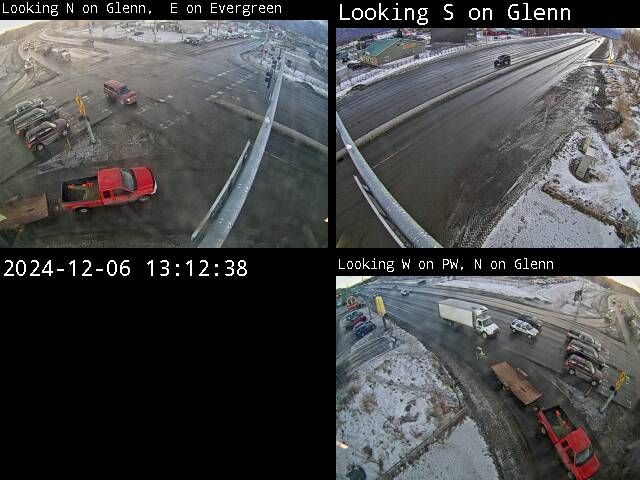 Looking N on Glenn,  E on Evergreen
Looking S on Glenn
2024-12-06 13:12:38
Looking W on PW, N on Glenn